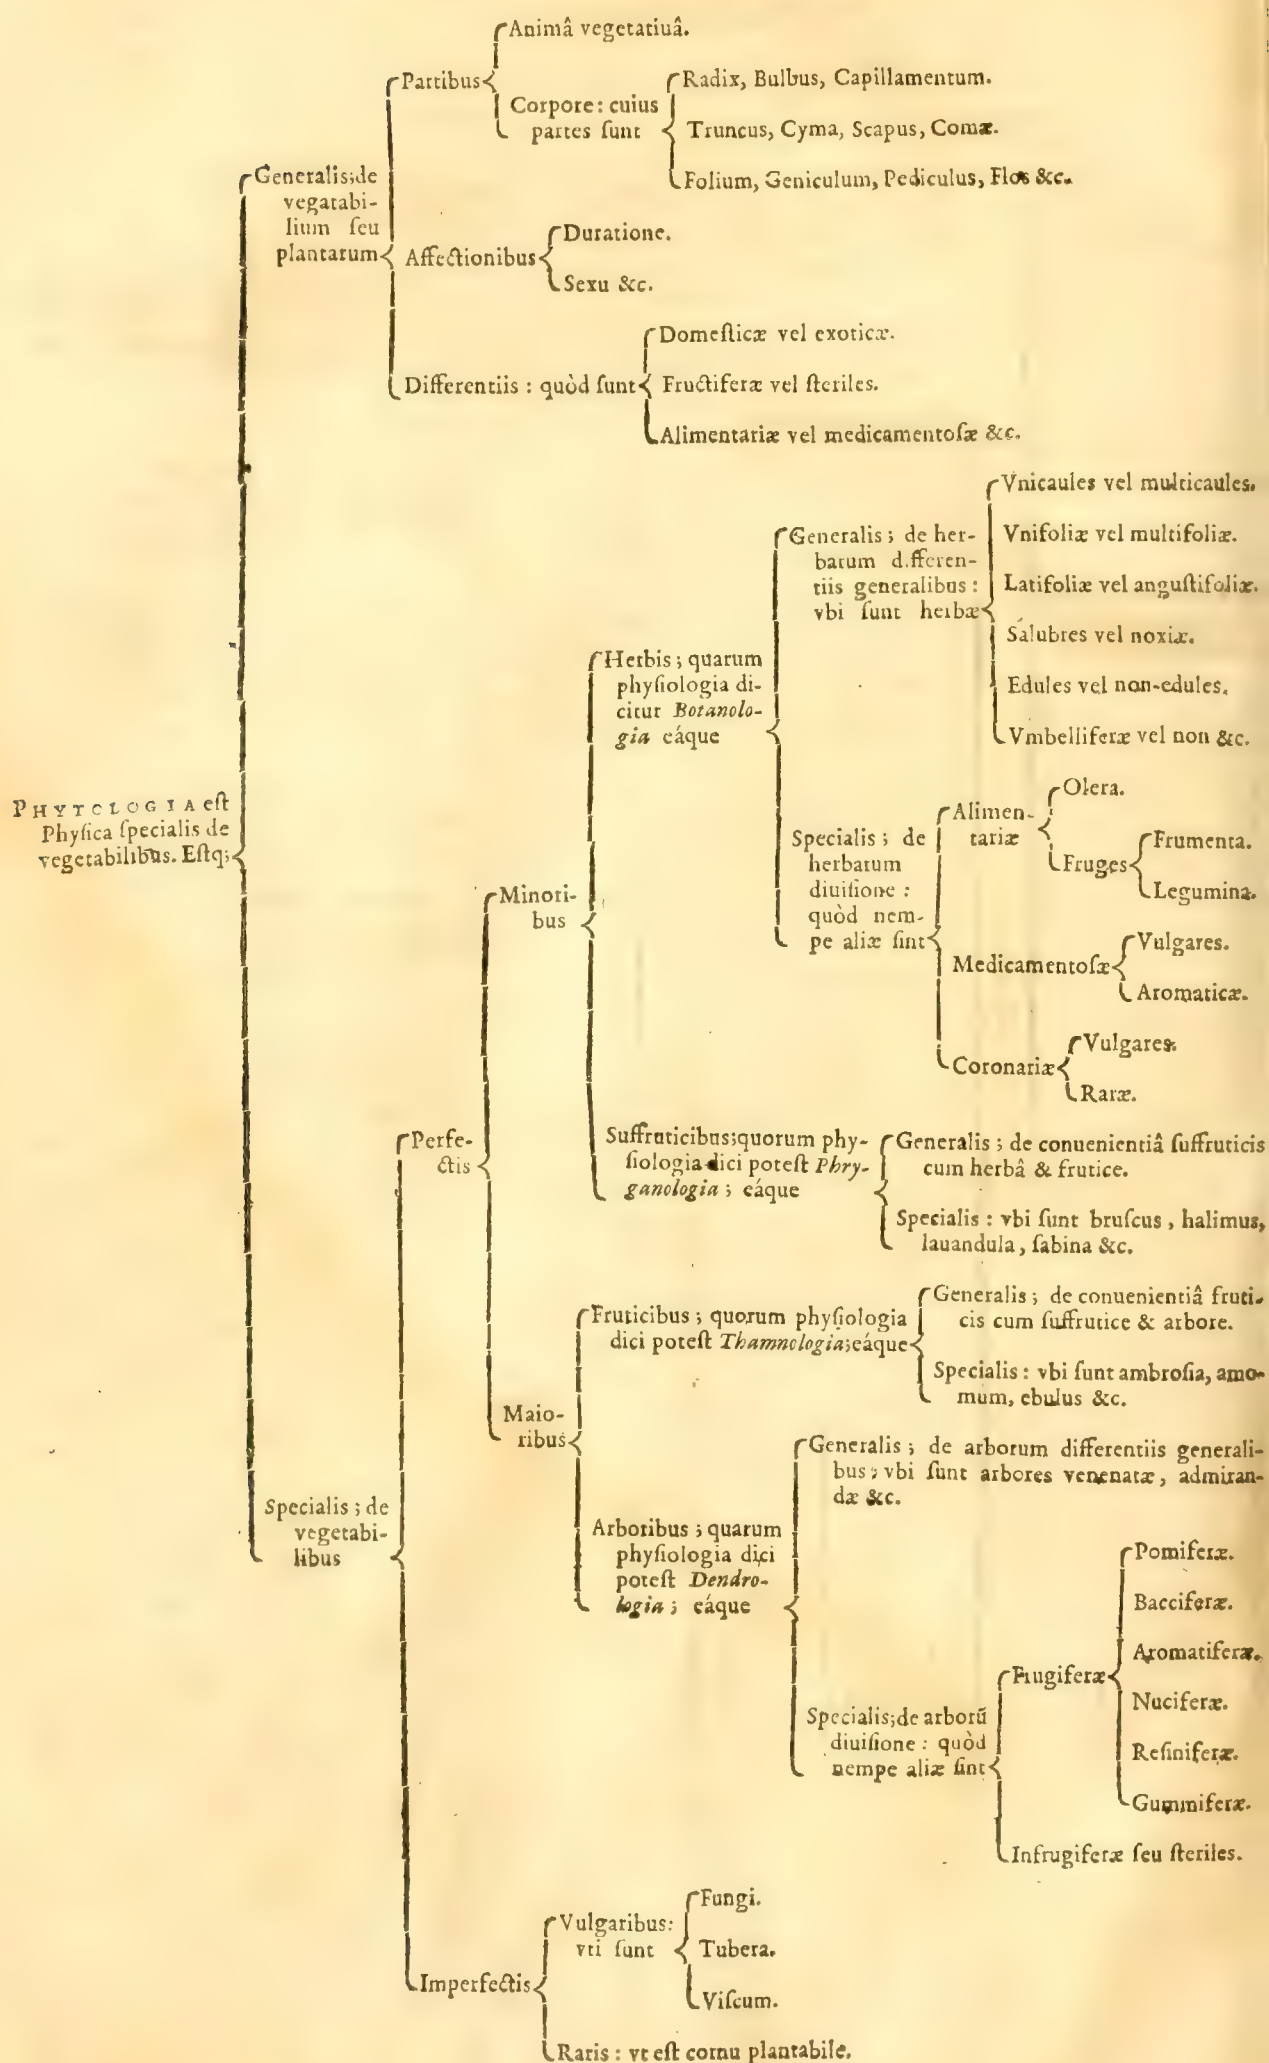 Animâ vegetatiuâ.
Partibus
Corpore: cuius
partes ſunt
Radix, Bulbus, Capillamentum.
Truncus, Cyma, Scapus, Comæ.
Folium, Geniculum, Pediculus, Flos &c.
Generalis; de
vegatabi-
lium ſeu
plantarum
Affectionibus
Duratione.
Sexu &c.
Differentiis : quòd ſunt
Domeſticæ vel exoticæ.
Fructiferæ vel ſteriles.
Alimentariæ vel medicamentoſæ &c.
PHYTOLOGIA eſt
Phyſica ſpecialis de
vegetabilibus. Eſtq;
Specialis ; de
vegetabi-
libus
Perfe-
ctis
Minori-
bus
Herbis ; quarum
phyſiologia di-
citur Botanolo-
gia eáque
Generalis ; de her-
barum d.fferen-
tiis generalibus :
vbi ſunt herbæ
Vnicaules vel multicaules.
Vnifoliæ vel multifoliæ.
Latifoliæ vel anguſtifoliæ.
Salubres vel noxiæ.
Edules vel non-edules.
Vmbelliferæ vel non &c.
Specialis ; de
herbarum
diuiſione :
quòd nem-
pe aliæ ſint
Alimen-
tariæ
Olera.
Fruges
Frumenta.
Legumina.
Medicamentoſæ
Vulgares.
Aromaticæ.
Coronariæ
Vulgares.
Raræ.
Suffruticibus; quorum phy-
ſiologia dici poteſt Phry-
ganologia ; eáque
Generalis ; de conuenientiâ ſuffruticis
cum herbâ & frutice.
Specialis : vbi ſunt bruſcus, halimus,
lauandula, ſabina &c.
Maio-
ribus
Fruticibus ; quorum phyſiologia
dici poteſt Thamnologia; eáque
Generalis ; de conuenientiâ fruti-
cis cum ſuffrutice & arbore.
Specialis : vbi ſunt ambroſia, amo-
mum, ebulus &c.
Arboribus ; quarum
phyſiologia dici
poteſt Dendro-
logia ; eáque
Generalis ; de arborum differentiis generali-
bus ; vbi ſunt arbores venenatæ, admiran-
dæ &c.
Specialis; de arborũ
diuiſione : quòd
nempe aliæ ſint
Frugiferæ
Pomiferæ.
Bacciferæ.
Aromatiferæ.
Nuciferæ.
Reſiniferæ.
Gummiferæ.
Infrugiferæ ſeu ſteriles.
Imperfectis
Vulgaribus:
vti ſunt
Fungi.
Tubera.
Viſcum.
Raris : vt eſt cornu plantabile.